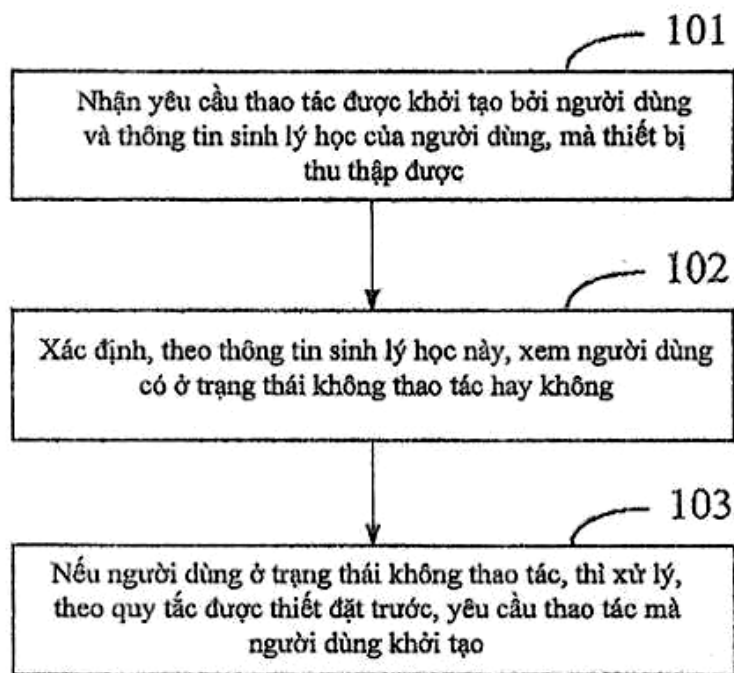 101
Nhận yêu cầu thao tác được khởi tạo bởi người dùng
và thông tin sinh lý học của người dùng, mà thiết bị
thu thập được
102
Xác định, theo thông tin sinh lý học này, xem người dùng
có ở trạng thái không thao tác hay không
103
Nếu người dùng ở trạng thái không thao tác, thì xử lý,
theo quy tắc được thiết đặt trước, yêu cầu thao tác mà
người dùng khởi tạo